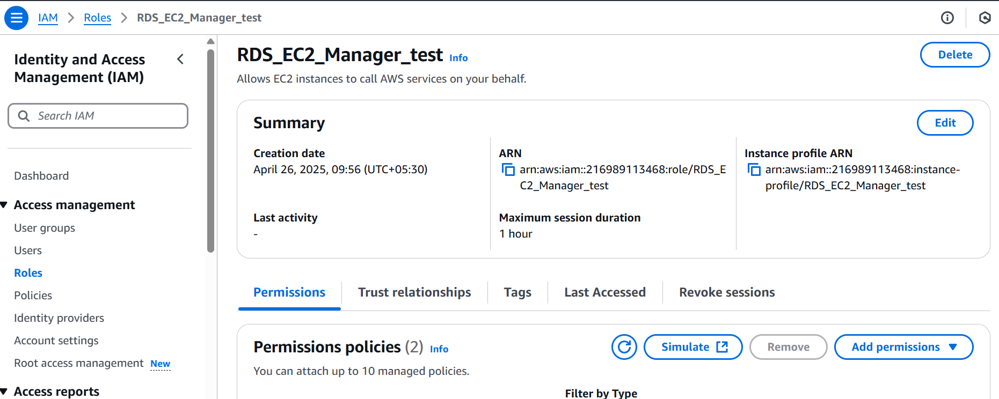 IAM > Roles > RDS_EC2_Manager_test
Identity and Access
Management (IAM)
Search IAM
Dashboard
Access management
User groups
Users
Roles
Policies
Identity providers
Account settings
Root access management New
Access reports
RDS_EC2_Manager_test Info
Delete
Allows EC2 instances to call AWS services on your behalf.
Summary
Edit
Creation date
April 26, 2025, 09:56 (UTC+05:30)
ARN
arn:aws:iam::216989113468:role/RDS_E
C2_Manager_test
Instance profile ARN
arn:aws:iam::216989113468:instance-
profile/RDS_EC2_Manager_test
Last activity
-
Maximum session duration
1 hour
Permissions
Trust relationships
Tags
Last Accessed
Revoke sessions
Permissions policies (2) Info
Simulate
Remove
Add permissions
You can attach up to 10 managed policies.
Filter by Type